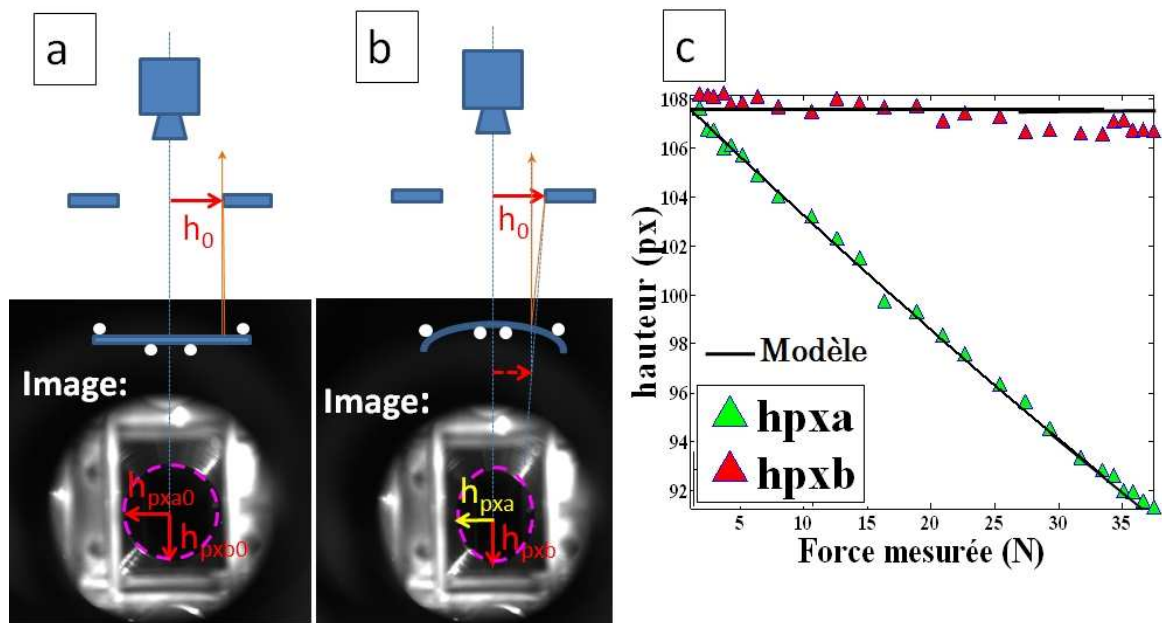 a
h0
Image:
hpxa0
hpxb0
b
h0
Image:
hpxa
hpxb
c
hauteur (px)
108
106
104
102
100
98
96
94
92
Modèle
hpxa
hpxb
5 10 15 20 25 30 35
Force mesurée (N)